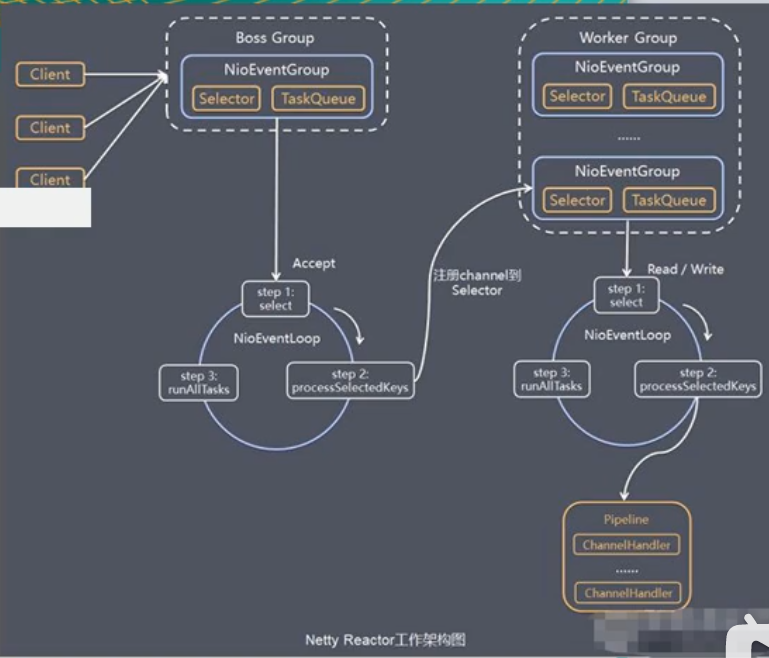 Boss Group
NioEventGroup
Selector
TaskQueue
Client
Client
Client
Worker Group
NioEventGroup
Selector
TaskQueue
......
NioEventGroup
Selector
TaskQueue
Accept
step 1:
select
NioEventLoop
step 2:
processSelectedKeys
step 3:
runAllTasks
注册channel到
Selector
Read / Write
step 1:
select
NioEventLoop
step 2:
processSelectedKeys
step 3:
runAllTasks
Pipeline
ChannelHandler
......
ChannelHandler
Netty Reactor工作架构图